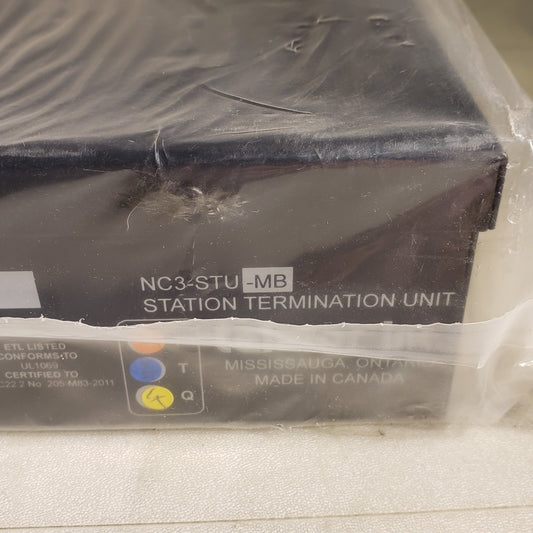 NC3-STU -MB
STATION TERMINATION UNIT
ETL LISTED
CONFORMS TO
UL1069
CERTIFIED TO
C22.2 No. 205-M83-2011
T
Q
4
MISSISSAUGA, ONTARIO
MADE IN CANADA